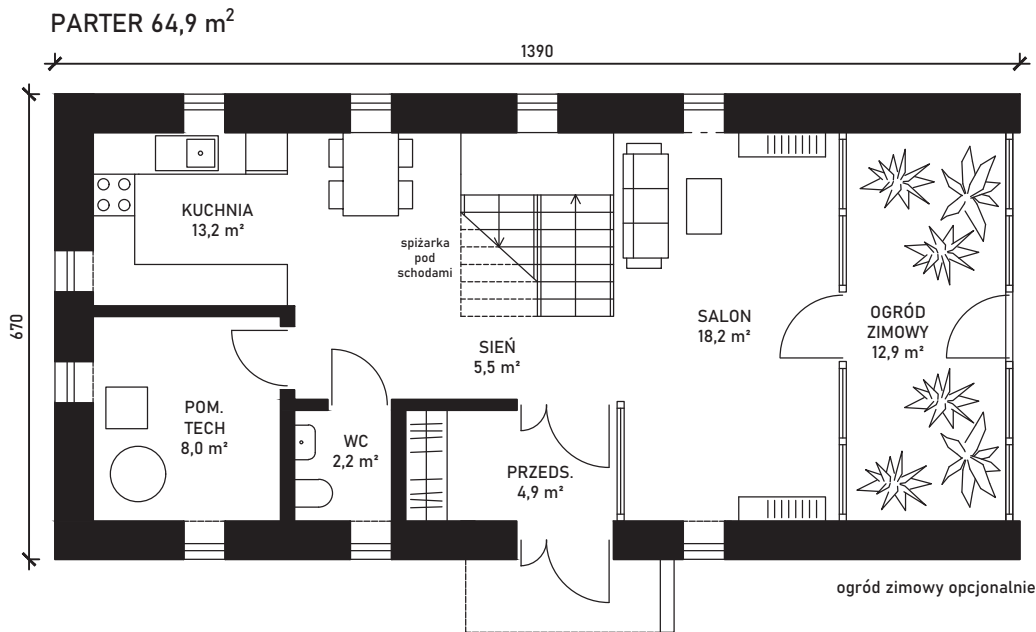 PARTER 64,9 m²
1390
670
KUCHNIA
13,2 m²
spiżarka
pod
schodami
SALON
18,2 m²
OGRÓD
ZIMOWY
12,9 m²
SIEŃ
5,5 m²
POM.
TECH
8,0 m²
WC
2,2 m²
PRZEDS.
4,9 m²
ogród zimowy opcjonalnie